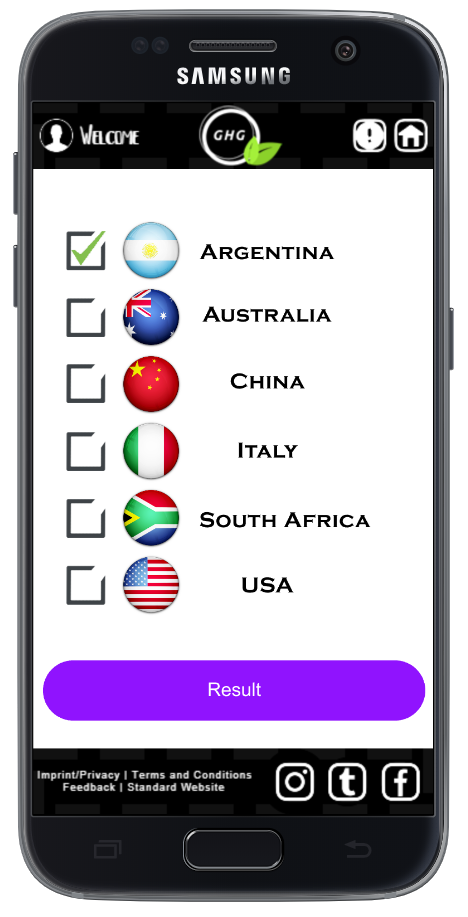 SAMSUNG
Welcome
GHG
Argentina
Australia
China
Italy
South Africa
USA
Result
Imprint/Privacy | Terms and Conditions
Feedback | Standard Website